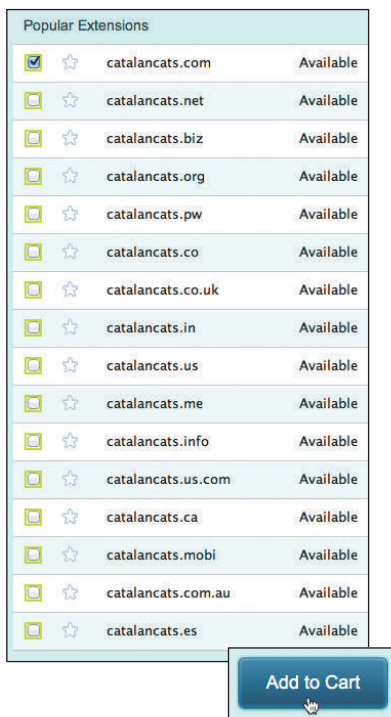 Popular Extensions
catalancats.com Available
catalancats.net Available
catalancats.biz Available
catalancats.org Available
catalancats.pw Available
catalancats.co Available
catalancats.co.uk Available
catalancats.in Available
catalancats.us Available
catalancats.me Available
catalancats.info Available
catalancats.us.com Available
catalancats.ca Available
catalancats.mobi Available
catalancats.com.au Available
catalancats.es Available
Add to Cart